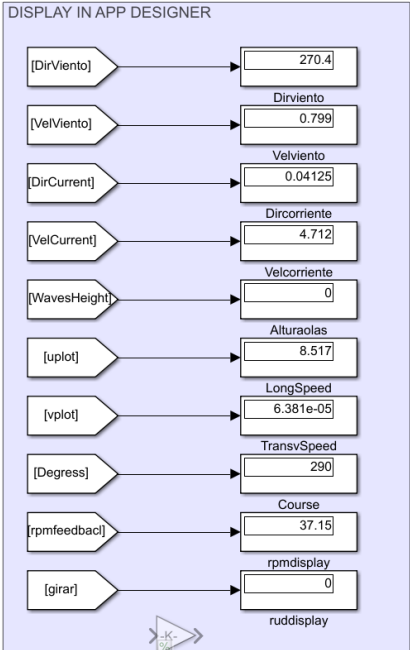 DISPLAY IN APP DESIGNER
[DirViento]
270.4
Dirviento
[VelViento]
0.799
Velviento
[DirCurrent]
0.04125
Dircorriente
[VelCurrent]
4.712
Velcorriente
[WavesHeight]
0
Alturaolas
[uplot]
8.517
LongSpeed
[vplot]
6.381e-05
TransvSpeed
[Degress]
290
Course
[rpmfeedbacl]
37.15
rpmdisplay
[girar]
0
ruddisplay
-K-
%